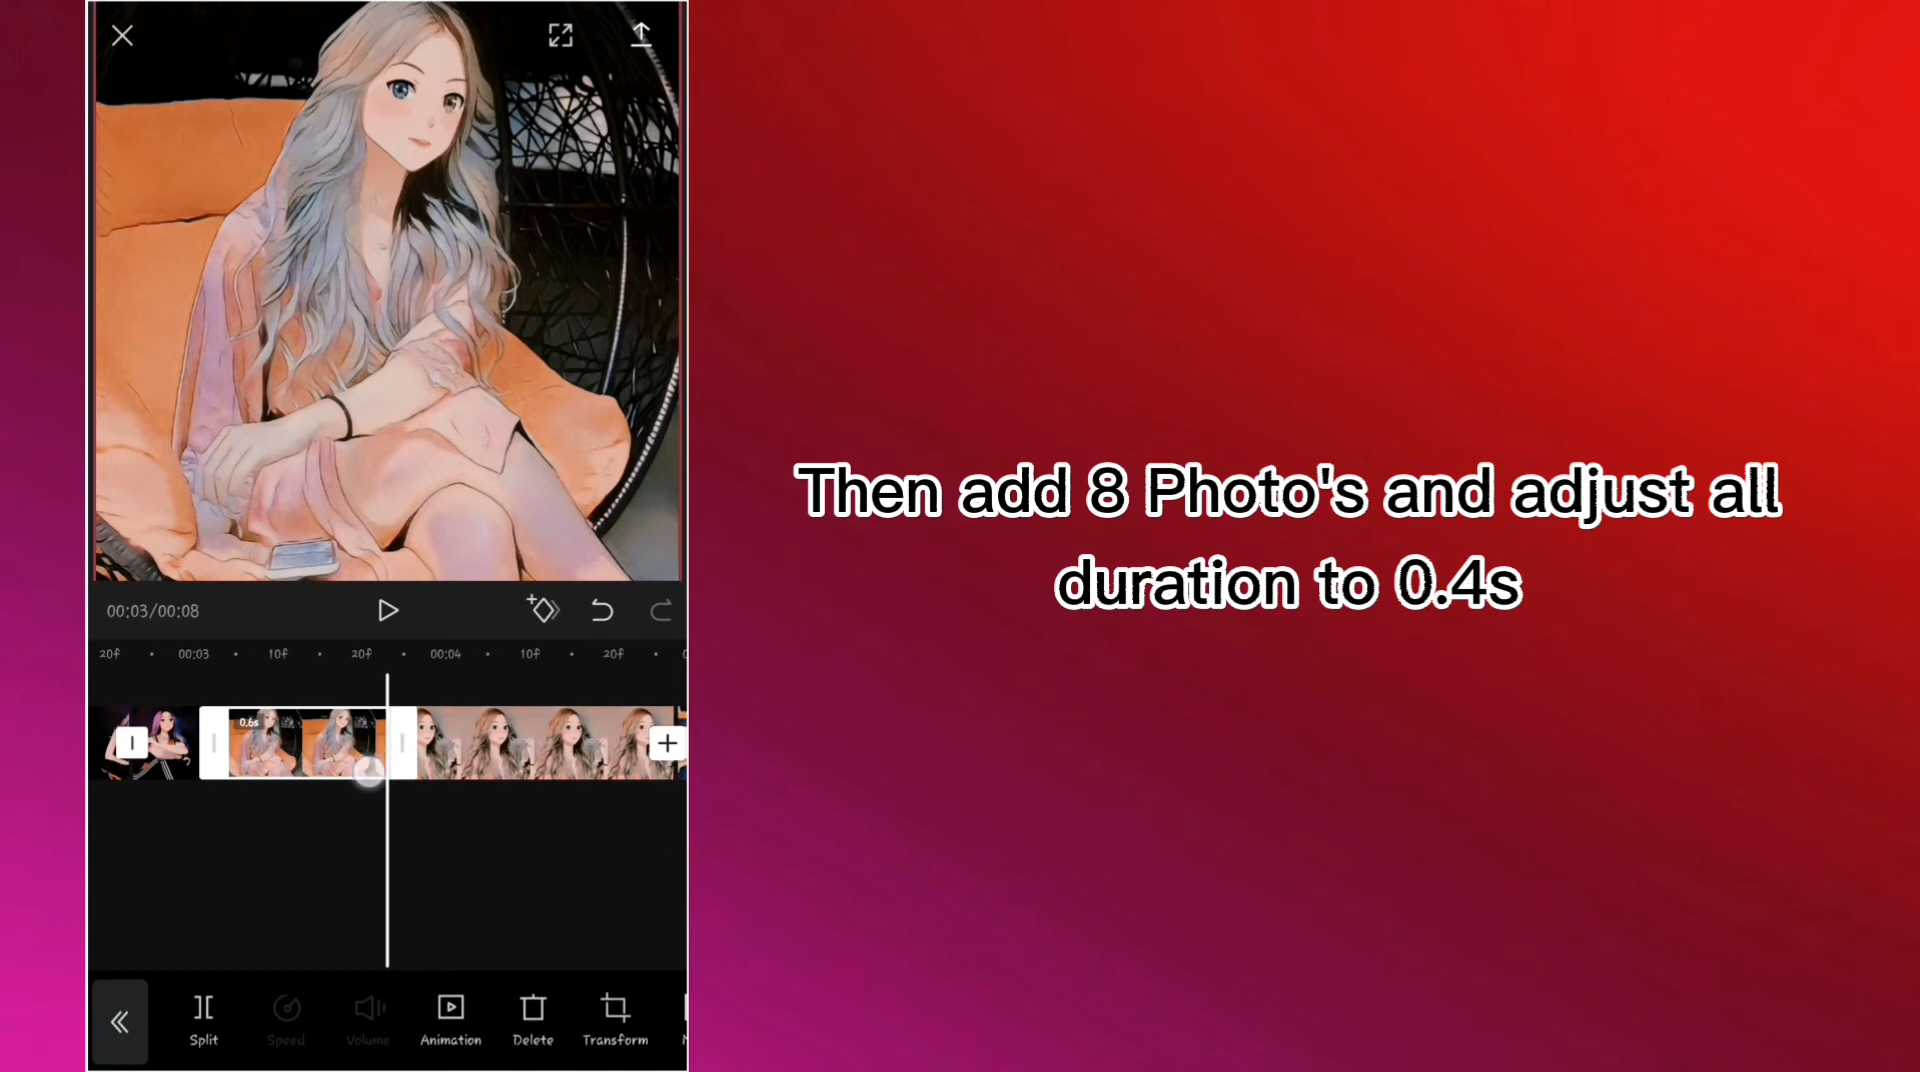 00:03/00:08
20f 00:03 10f 20f 00:04 10f 20f
0.6s
Split Speed Volume Animation Delete Transform
Then add 8 Photo's and adjust all
duration to 0.4s